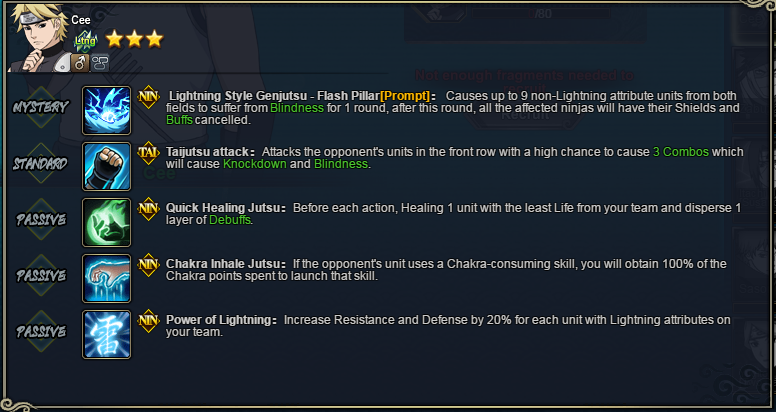 /80
Cee
Ltng
Not enough fragments needed to
Recruit
MYSTERY
NIN
Lightning Style Genjutsu - Flash Pillar[Prompt]: Causes up to 9 non-Lightning attribute units from both
fields to suffer from Blindness for 1 round, after this round, all the affected ninjas will have their Shields and
Buffs cancelled.
STANDARD
TAI
Taijutsu attack: Attacks the opponent's units in the front row with a high chance to cause 3 Combos which
will cause Knockdown and Blindness.
Cee
PASSIVE
NIN
Quick Healing Jutsu: Before each action, Healing 1 unit with the least Life from your team and disperse 1
layer of Debuffs.
PASSIVE
NIN
Chakra Inhale Jutsu: If the opponent's unit uses a Chakra-consuming skill, you will obtain 100% of the
Chakra points spent to launch that skill.
PASSIVE
雷
NIN
Power of Lightning: Increase Resistance and Defense by 20% for each unit with Lightning attributes on
your team.